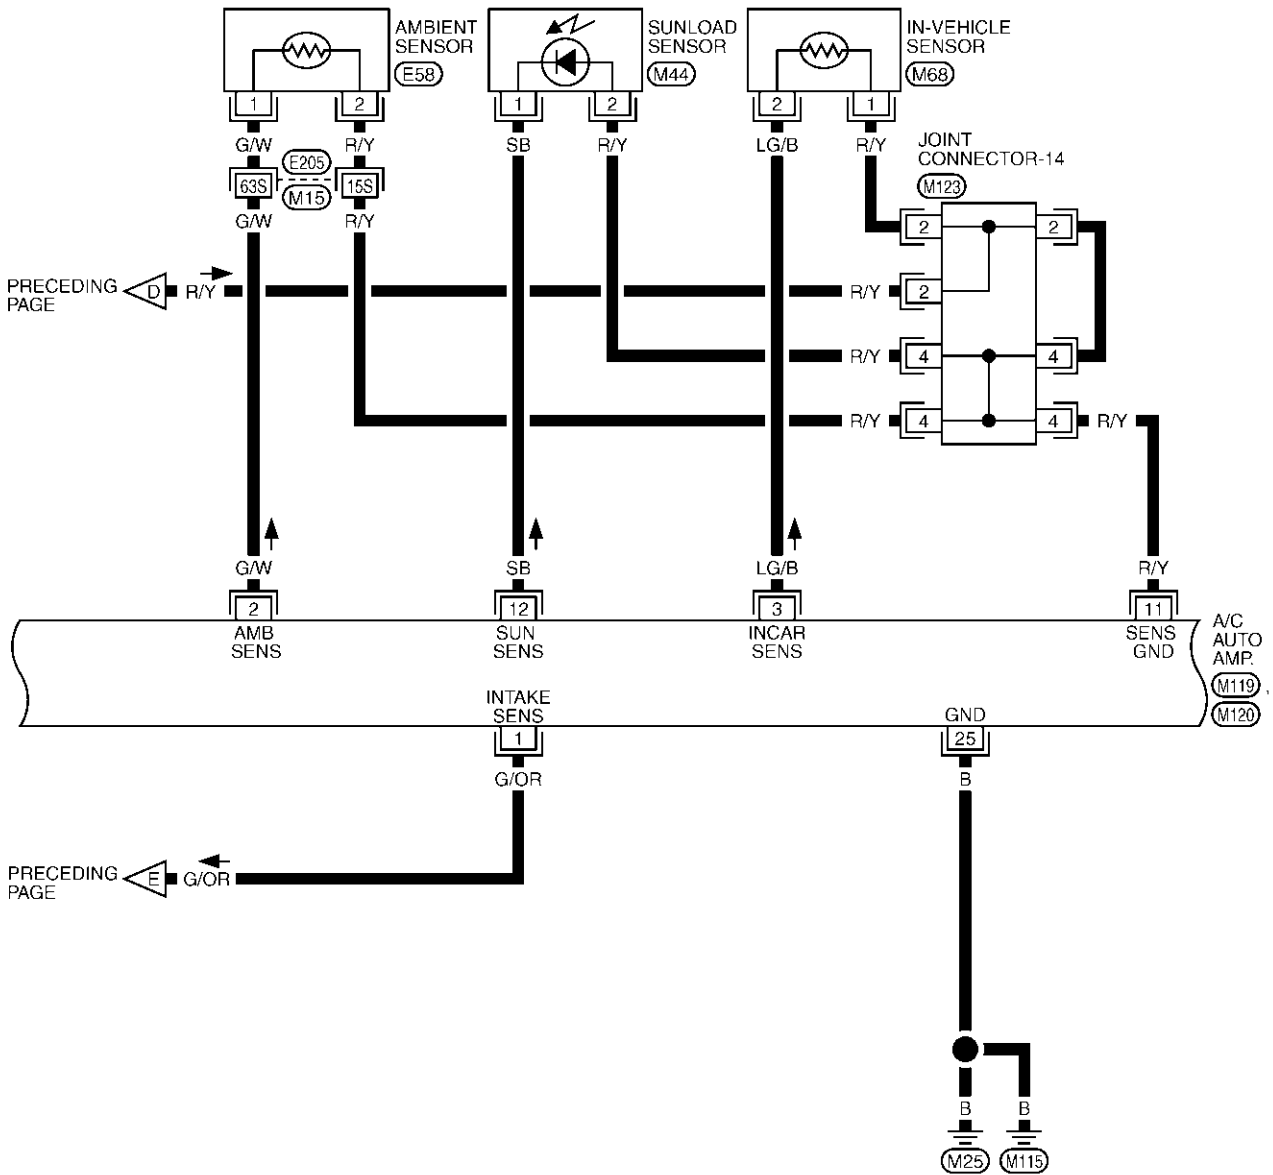 AMBIENT
SENSOR
E58
SUNLOAD
SENSOR
M44
IN-VEHICLE
SENSOR
M68
1
2
1
2
2
1
G/W
R/Y
SB
R/Y
LG/B
R/Y
JOINT
CONNECTOR-14
M123
63S
E205
M15
15S
G/W
R/Y
2
2
PRECEDING
PAGE
D
R/Y
R/Y
2
R/Y
4
4
R/Y
4
4
R/Y
G/W
SB
LG/B
R/Y
2
12
3
11
AMB
SENS
SUN
SENS
INCAR
SENS
SENS
GND
A/C
AUTO
AMP.
M119 ,
M120
INTAKE
SENS
GND
1
25
G/OR
B
PRECEDING
PAGE
E
G/OR
B
B
M25
M115